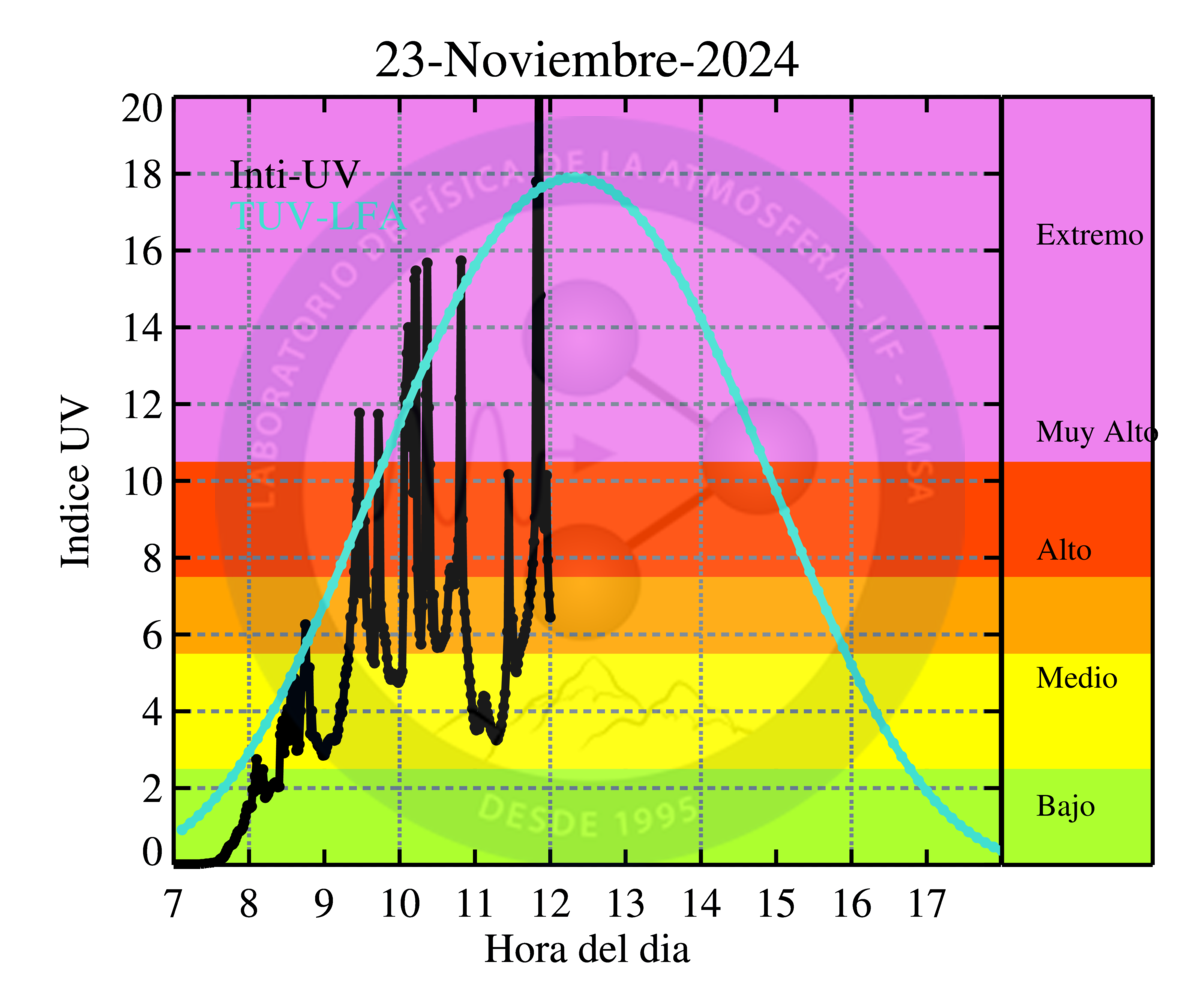 23-Noviembre-2024
20
18
16
14
12
10
8
6
4
2
0
Indice UV
Inti-UV
TUV-LFA
LABORATORIO DE FÍSICA DE LA ATMÓSFERA - IIF - UMSA
DESDE 1995
Extremo
Muy Alto
Alto
Medio
Bajo
7 8 9 10 11 12 13 14 15 16 17
Hora del dia